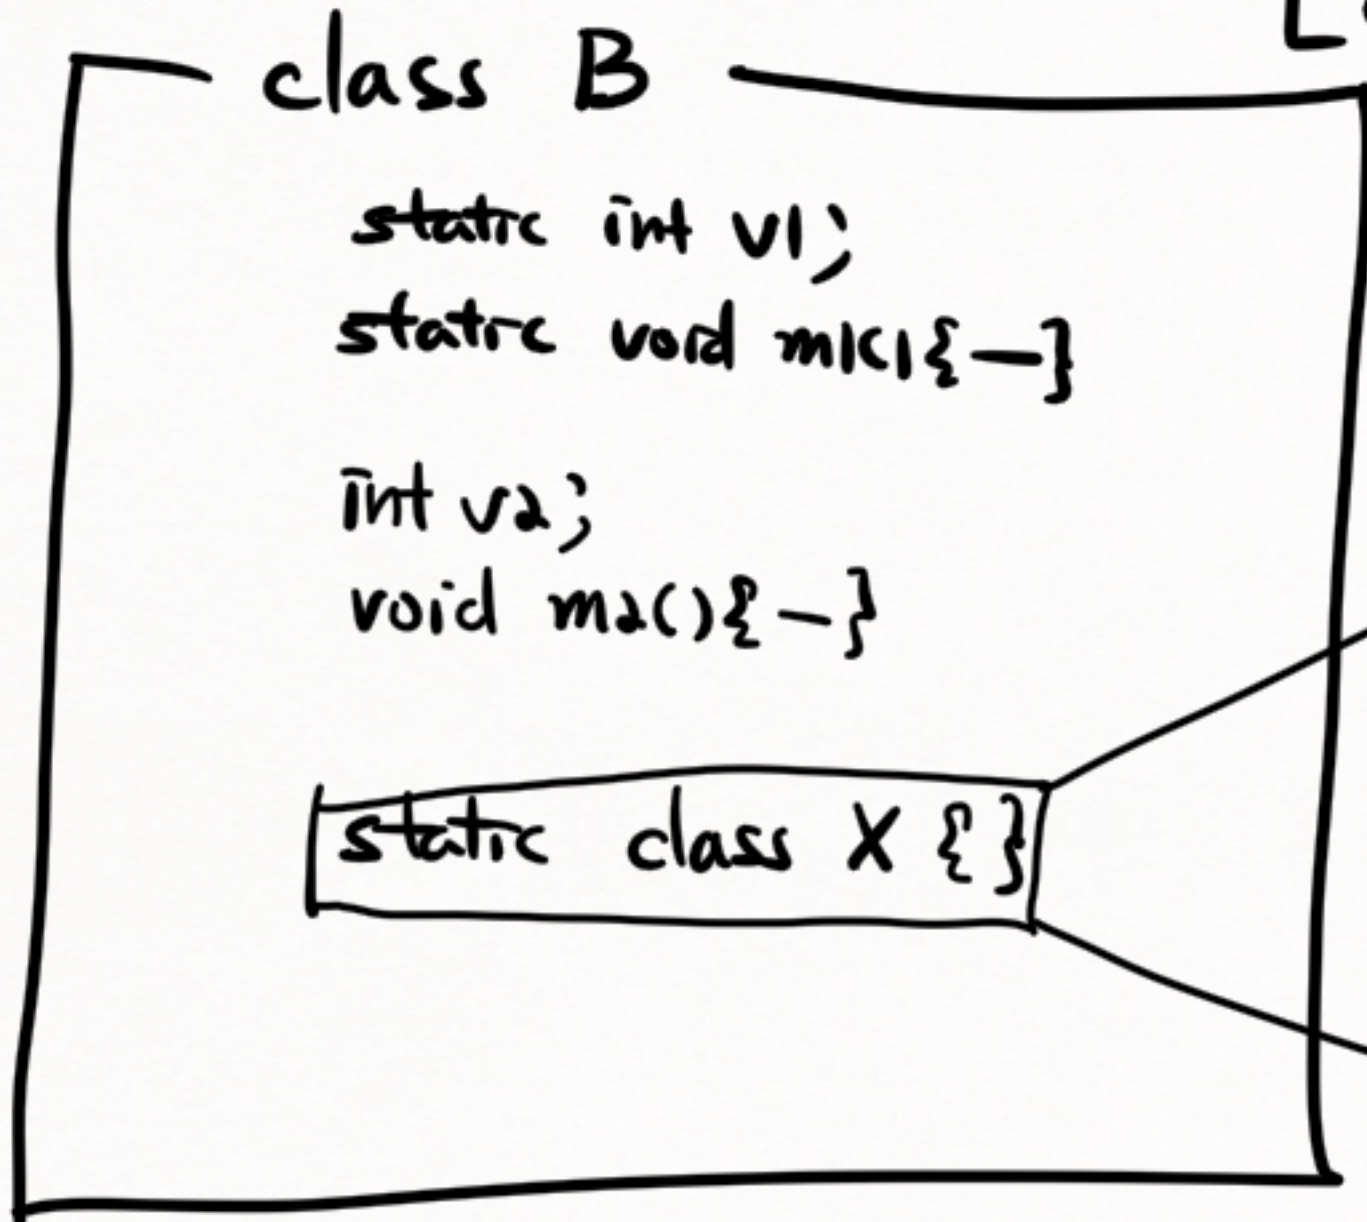 class B
static int v1;
static void m1(){—}
int v2;
void m2(){—}
static class X { }